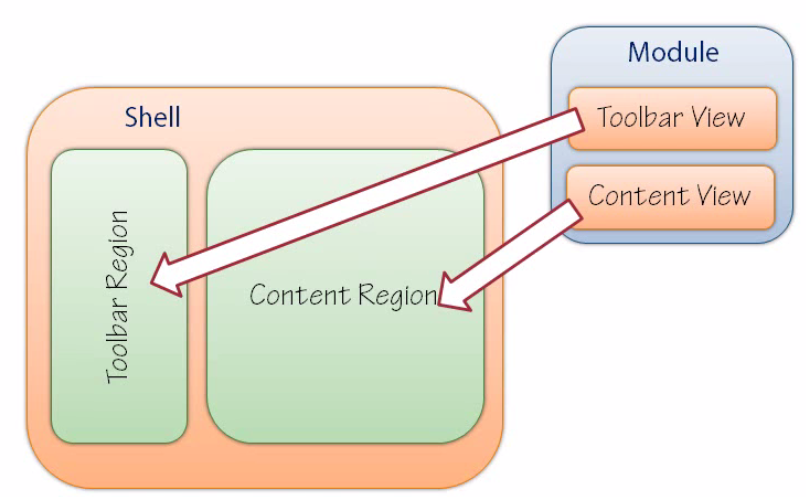 Module
Shell
Toolbar View
Content View
Toolbar Region
Content Region